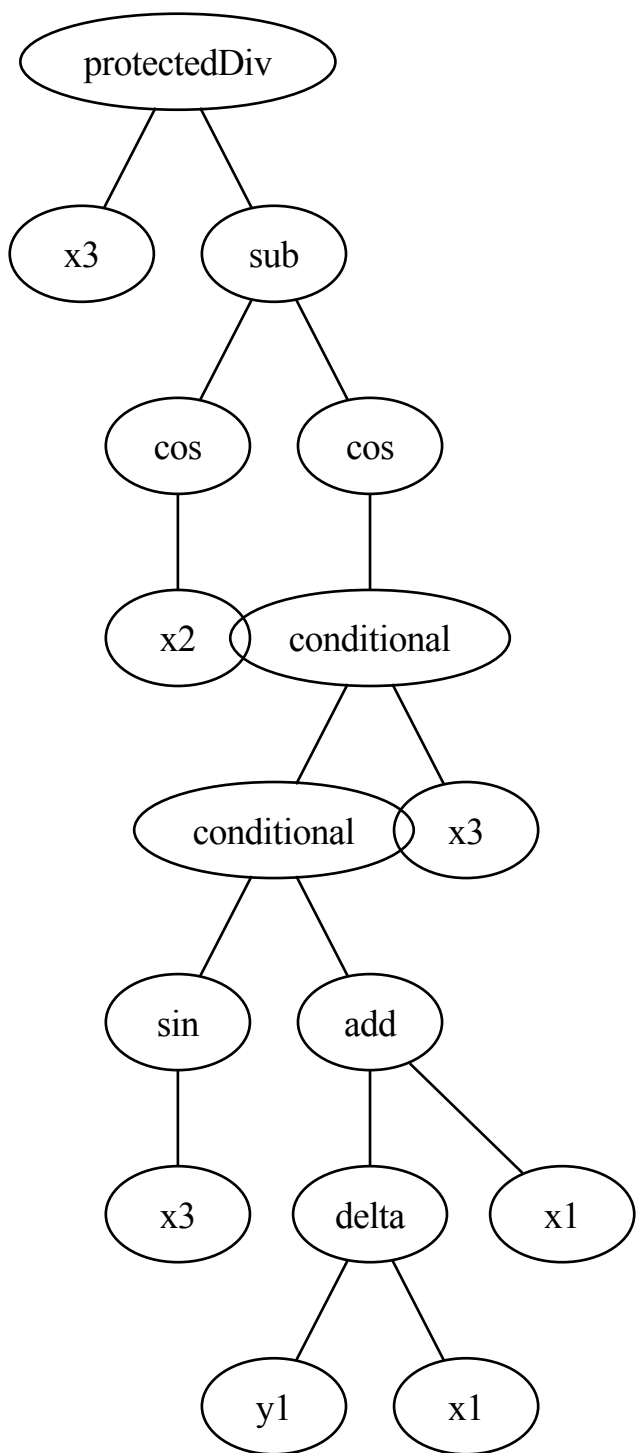 protectedDiv
x3 sub
cos cos
x2 conditional
conditional x3
sin add
x3 delta x1
y1 x1